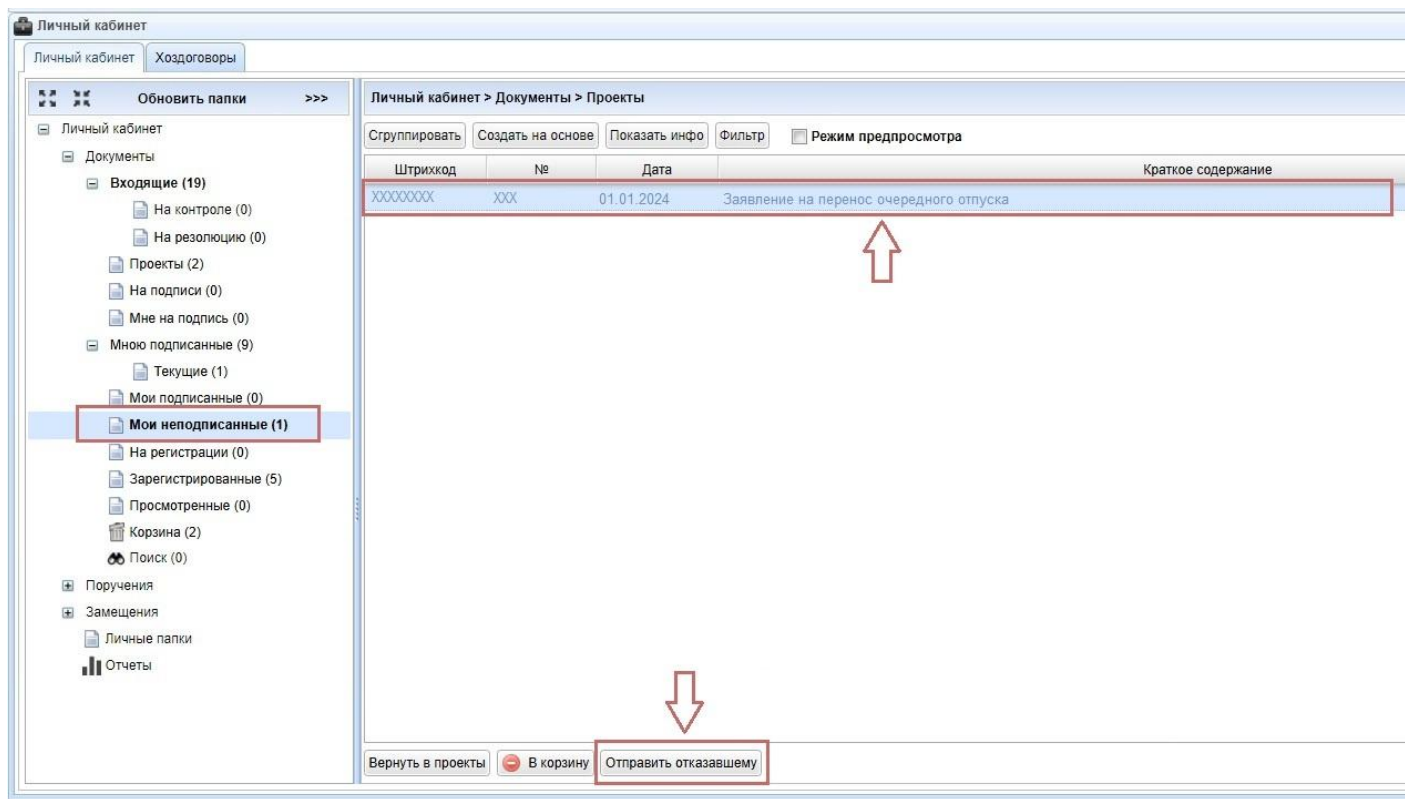 Личный кабинет
Личный кабинет Хоздоговоры
Обновить папки >>>
Личный кабинет
Документы
Входящие (19)
На контроле (0)
На резолюцию (0)
Проекты (2)
На подписи (0)
Мне на подпись (0)
Мною подписанные (9)
Текущие (1)
Мои подписанные (0)
Мои неподписанные (1)
На регистрации (0)
Зарегистрированные (5)
Просмотренные (0)
Корзина (2)
Поиск (0)
Поручения
Замещения
Личные папки
Отчеты
Личный кабинет > Документы > Проекты
Сгруппировать Создать на основе Показать инфо Фильтр Режим предпросмотра
Штрихкод № Дата Краткое содержание
XXXXXXXX XXX 01.01.2024 Заявление на перенос очередного отпуска
Вернуть в проекты В корзину Отправить отказавшему